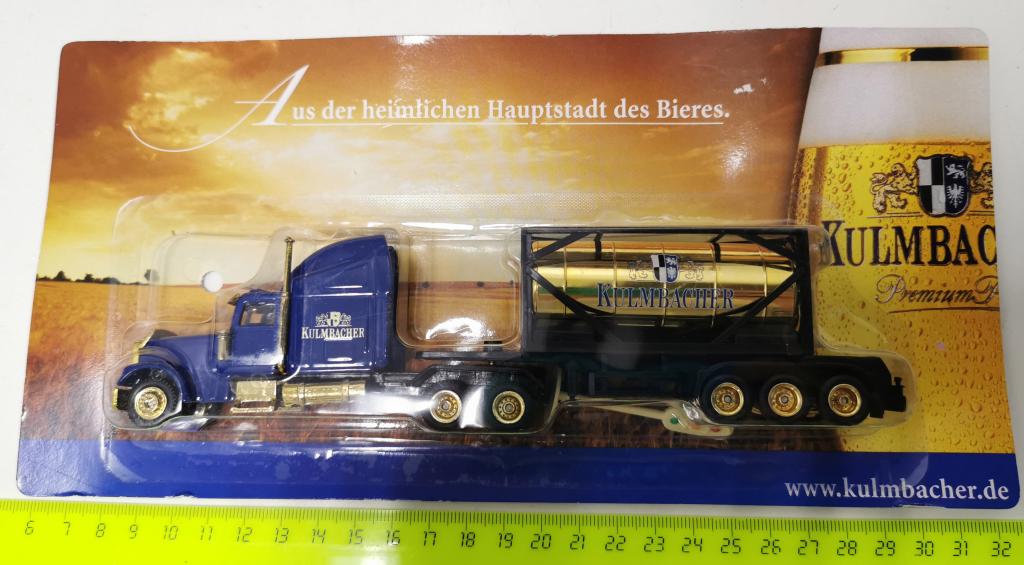 Aus der heimlichen Hauptstadt des Bieres.
KULMBAC
Premium P
KULMBACHER
KULMBACHER
www.kulmbacher.de
6 7 8 9 10 11 12 13 14 15 16 17 18 19 20 21 22 23 24 25 26 27 28 29 30 31 32